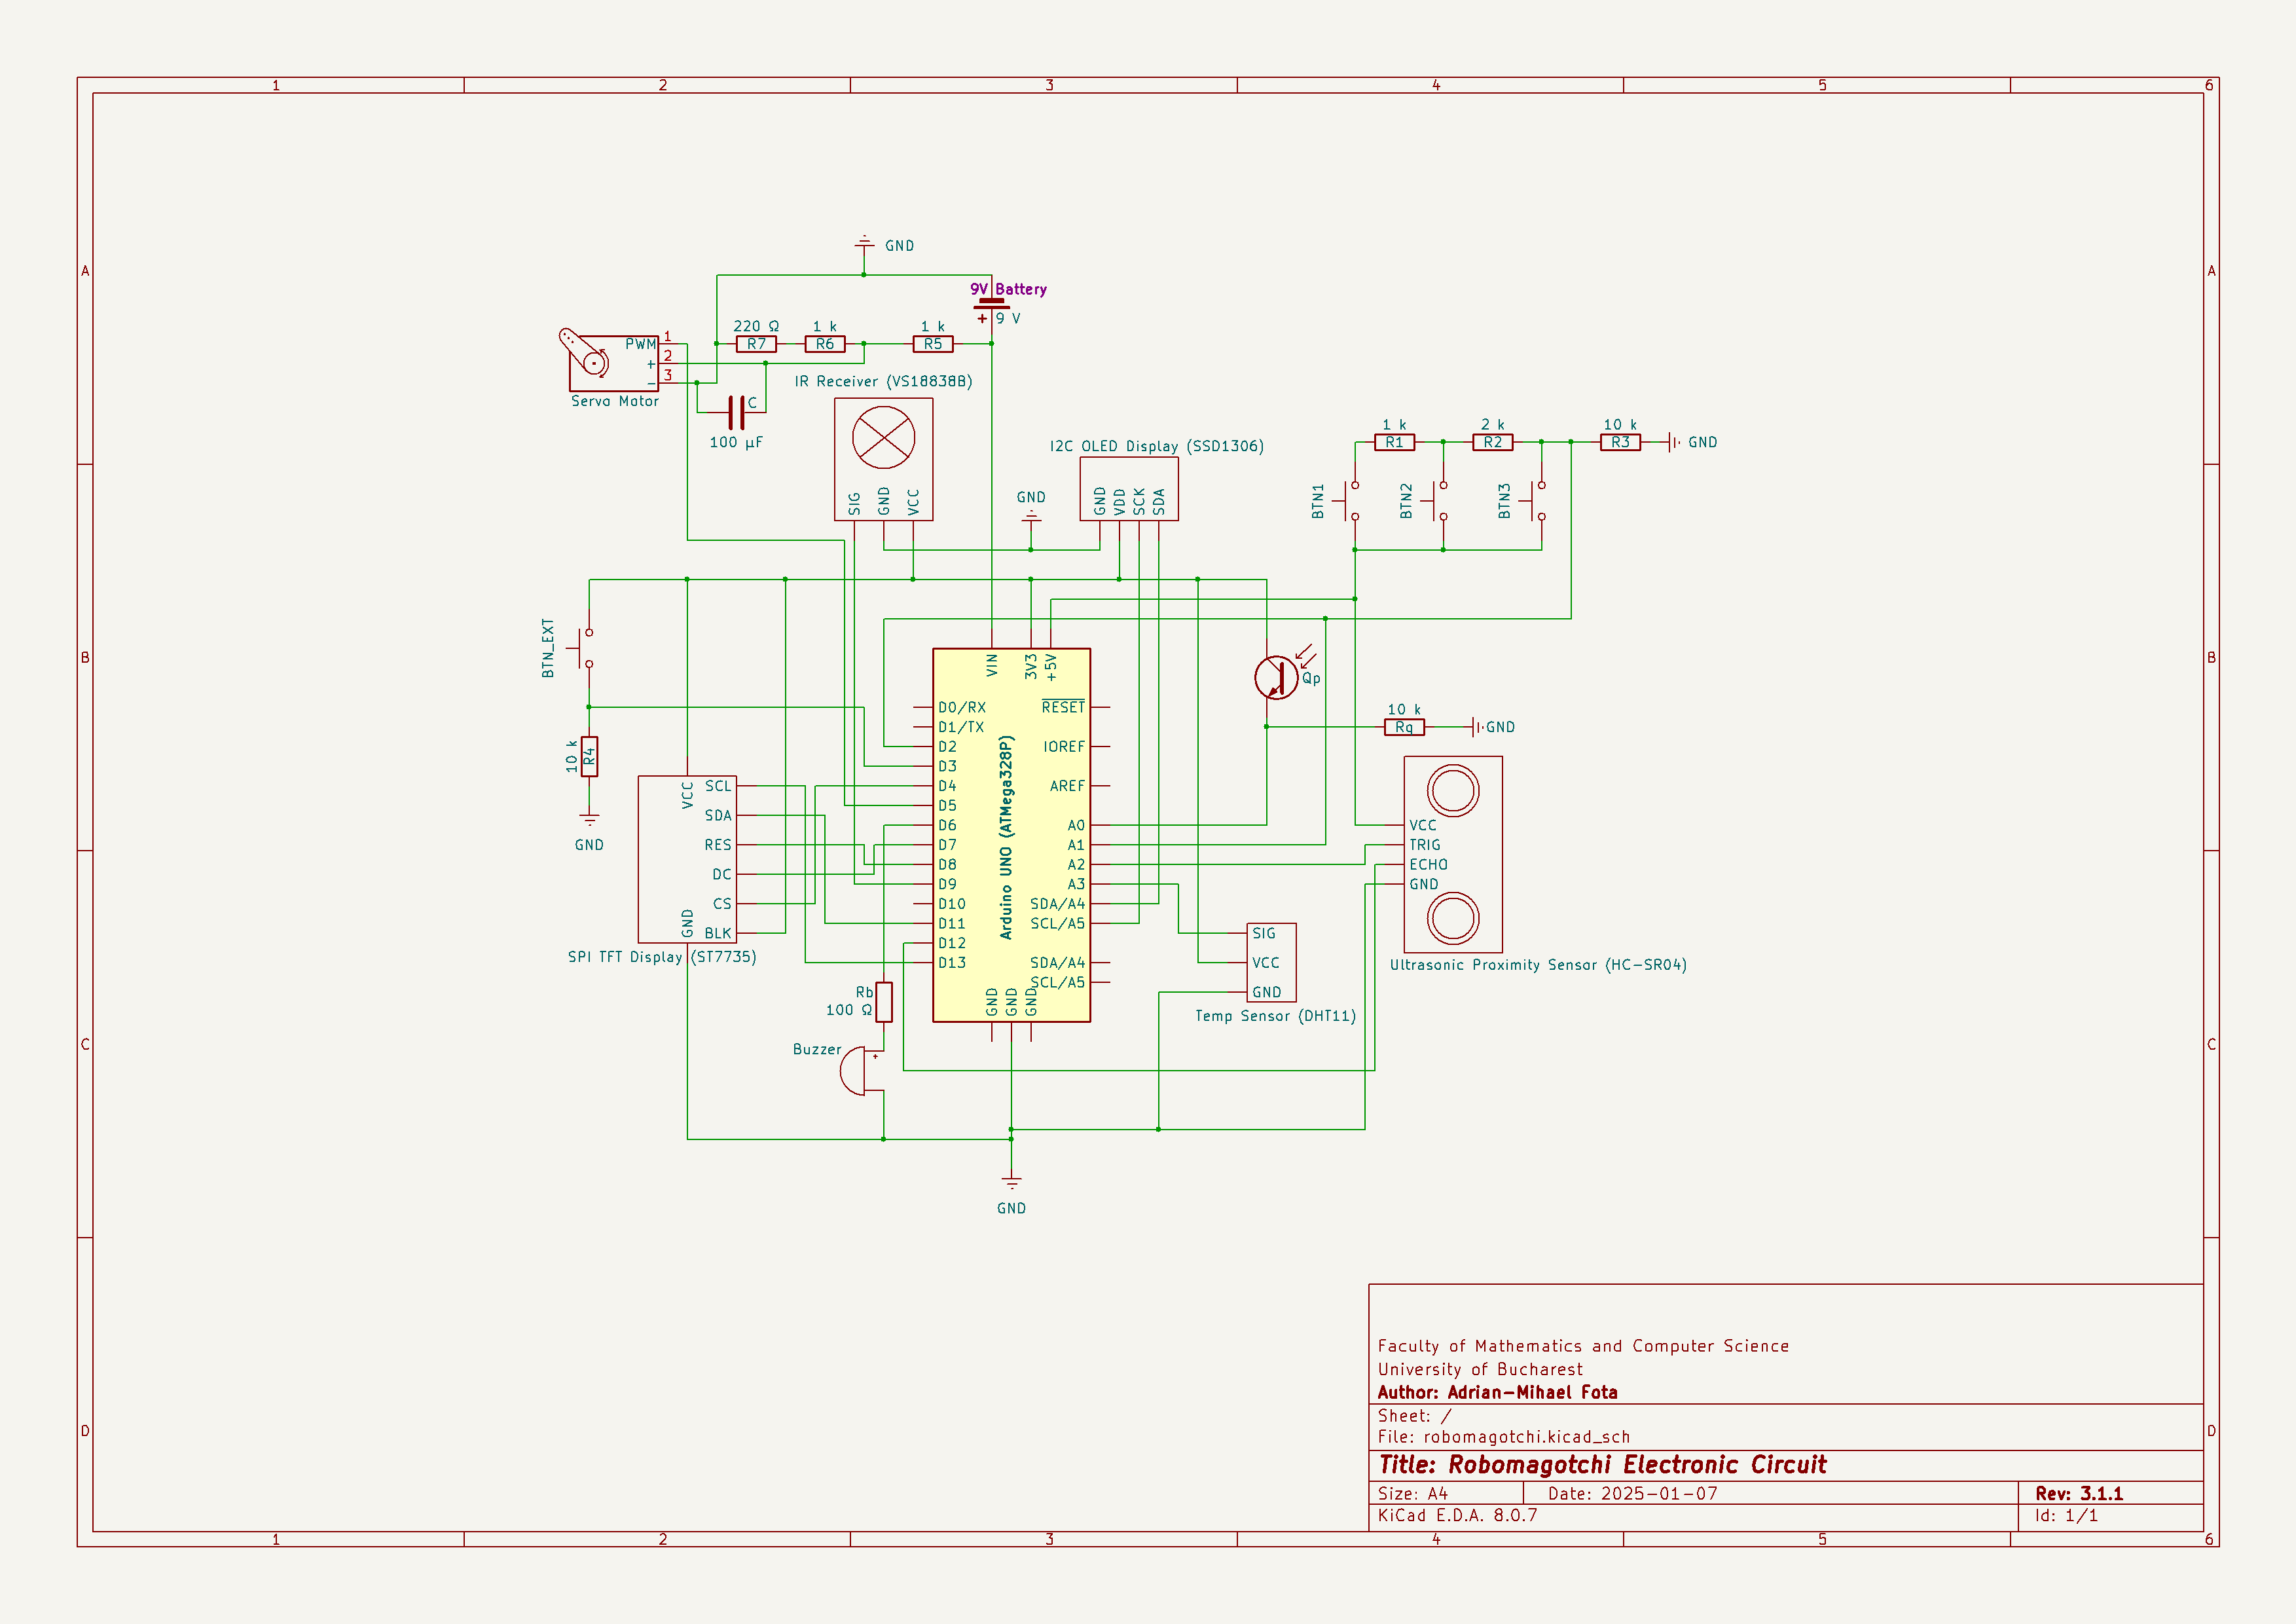 1 2 3 4 5 6
A
A
GND
9V Battery
+ 9 V
220 Ω
1 k
1 k
R7
R6
R5
PWM
+
−
1
2
3
Servo Motor
C
100 µF
IR Receiver (VS18838B)
SIG
GND
VCC
GND
I2C OLED Display (SSD1306)
GND
VDD
SCK
SDA
1 k
2 k
10 k
R1
R2
R3
GND
BTN1
BTN2
BTN3
BTN_EXT
10 k
R4
GND
B
B
VIN
3V3
+5V
D0/RX
D1/TX
D2
D3
D4
D5
D6
D7
D8
D9
D10
D11
D12
D13
Arduino UNO (ATMega328P)
RESET
IOREF
AREF
A0
A1
A2
A3
SDA/A4
SCL/A5
SDA/A4
SCL/A5
GND
GND
GND
Qp
10 k
Rq
GND
VCC
SCL
SDA
RES
DC
CS
BLK
GND
SPI TFT Display (ST7735)
VCC
TRIG
ECHO
GND
Ultrasonic Proximity Sensor (HC-SR04)
SIG
VCC
GND
Temp Sensor (DHT11)
Rb
100 Ω
Buzzer
+
GND
C
C
Faculty of Mathematics and Computer Science
University of Bucharest
Author: Adrian-Mihael Fota
Sheet: /
File: robomagotchi.kicad_sch
Title: Robomagotchi Electronic Circuit
Size: A4 Date: 2025-01-07 Rev: 3.1.1
KiCad E.D.A. 8.0.7 Id: 1/1
D
D
1 2 3 4 5 6